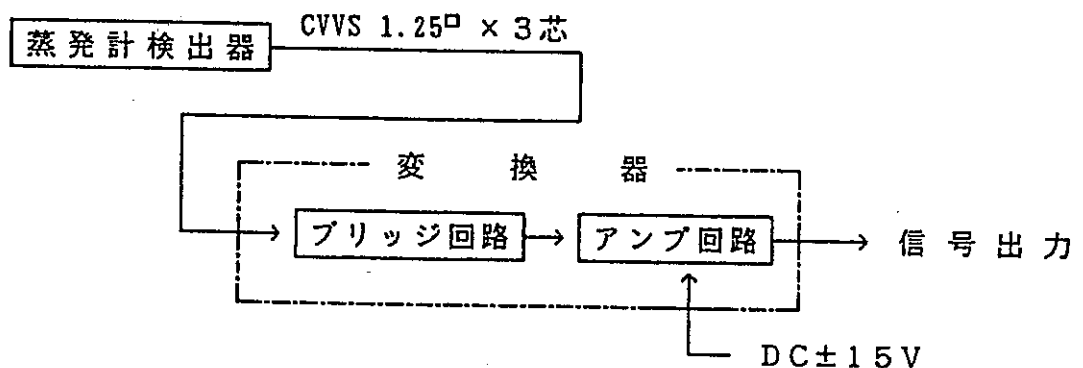 CVVS 1.25□ × 3芯
蒸発計検出器
変換器
ブリッジ回路
アンプ回路
信号出力
DC±15V